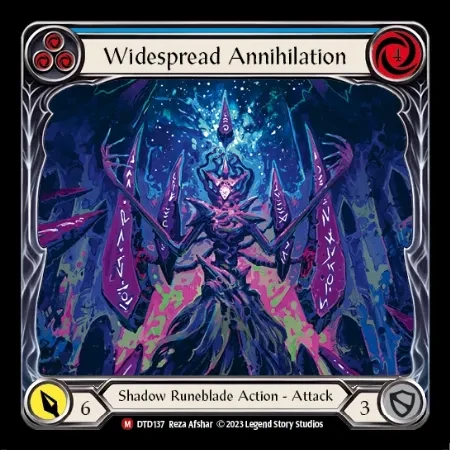 Widespread Annihilation
Shadow Runeblade Action - Attack
6
3
M DTD137 Reza Afshar ©2023 Legend Story Studios